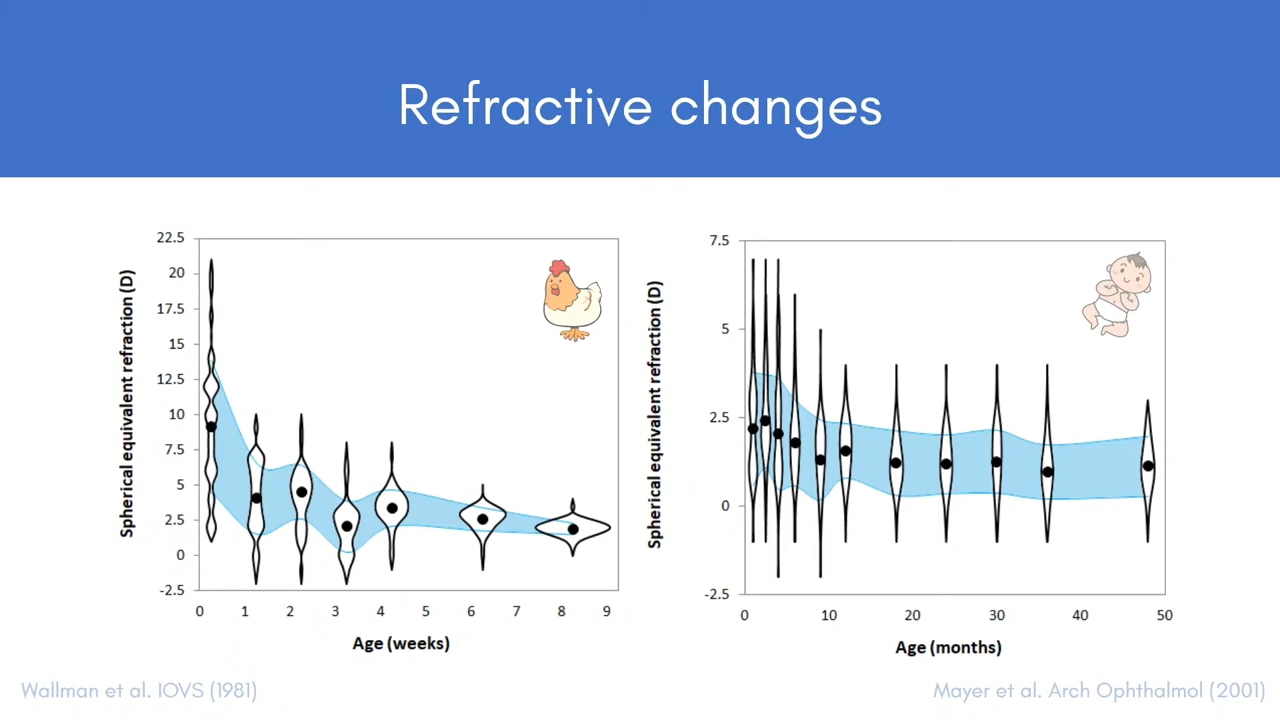 Refractive changes
Spherical equivalent refraction (D)
22.5
20
17.5
15
12.5
10
7.5
5
2.5
0
-2.5
0 1 2 3 4 5 6 7 8 9
Age (weeks)
Spherical equivalent refraction (D)
7.5
5
2.5
0
-2.5
0 10 20 30 40 50
Age (months)
Wallman et al. IOVS (1981)
Mayer et al. Arch Ophthalmol (2001)